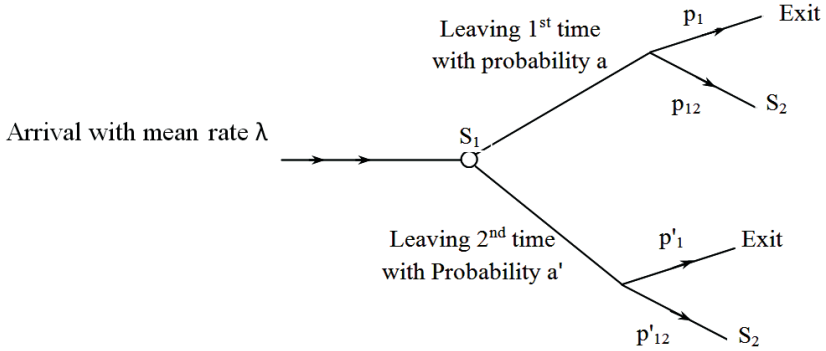 Leaving 1st time
with probability a
p1
Exit
p12
S2
Arrival with mean rate λ
S1
Leaving 2nd time
with Probability a'
p'1
Exit
p'12
S2